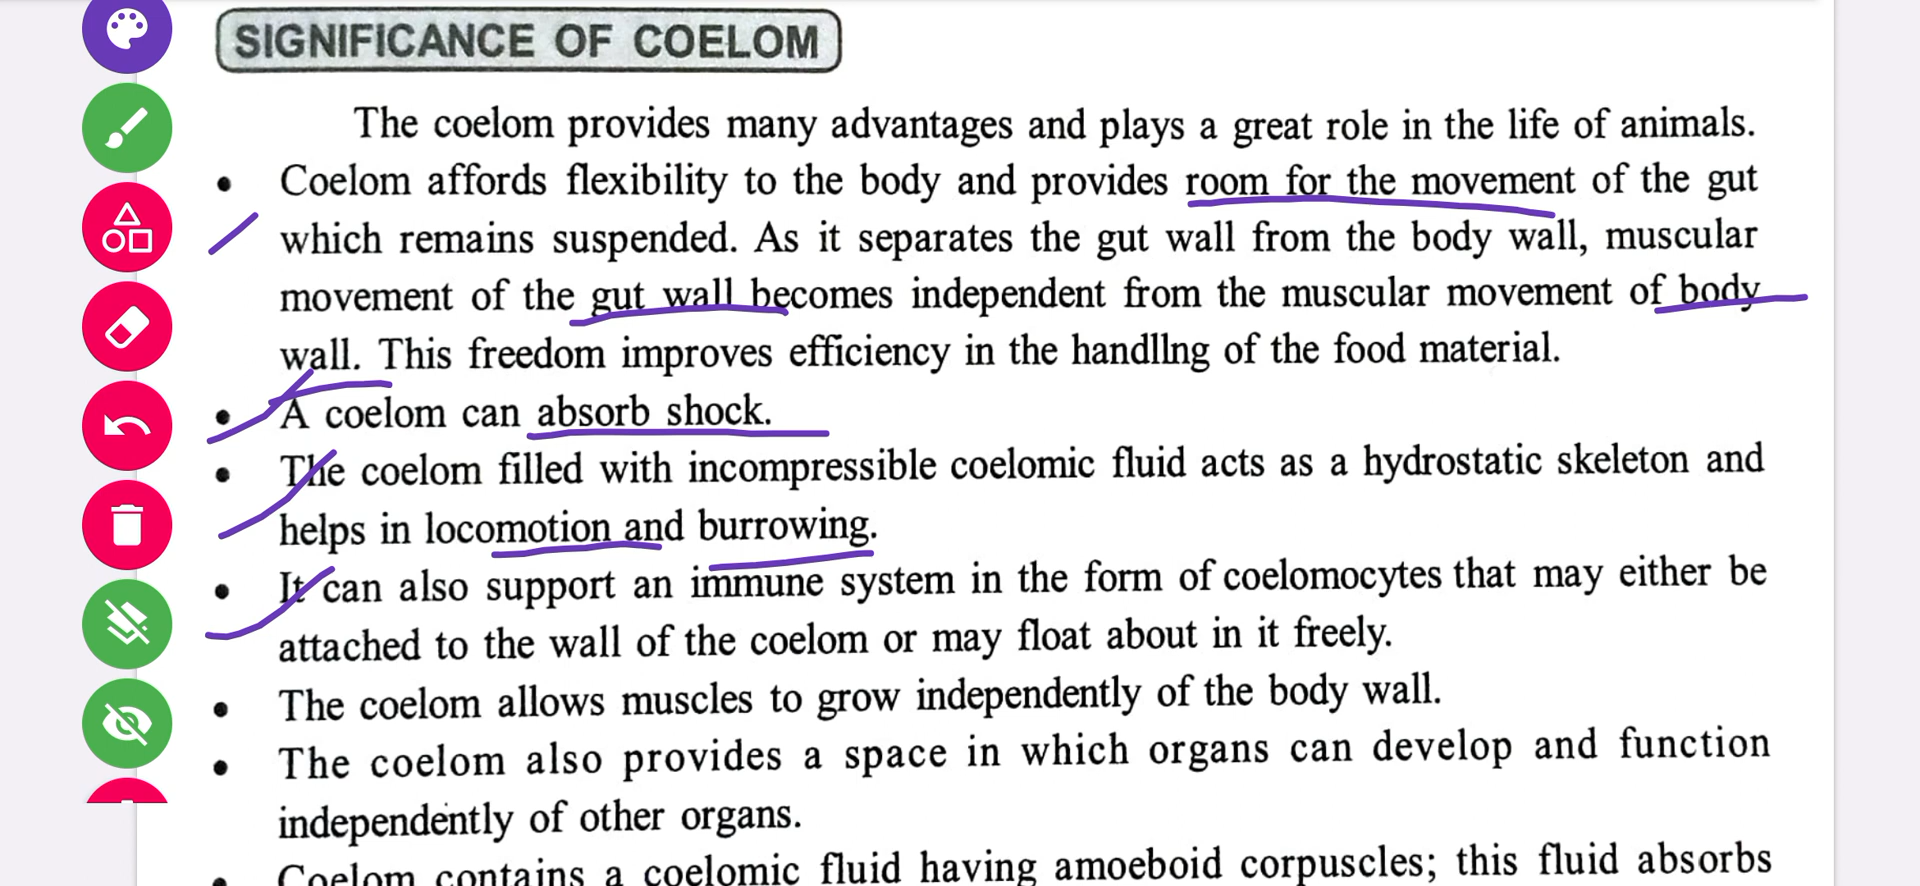 SIGNIFICANCE OF COELOM
The coelom provides many advantages and plays a great role in the life of animals.
• Coelom affords flexibility to the body and provides room for the movement of the gut
which remains suspended. As it separates the gut wall from the body wall, muscular
movement of the gut wall becomes independent from the muscular movement of body
wall. This freedom improves efficiency in the handllng of the food material.
• A coelom can absorb shock.
• The coelom filled with incompressible coelomic fluid acts as a hydrostatic skeleton and
helps in locomotion and burrowing.
• It can also support an immune system in the form of coelomocytes that may either be
attached to the wall of the coelom or may float about in it freely.
• The coelom allows muscles to grow independently of the body wall.
• The coelom also provides a space in which organs can develop and function
independently of other organs.
• Coelom contains a coelomic fluid having amoeboid corpuscles; this fluid absorbs